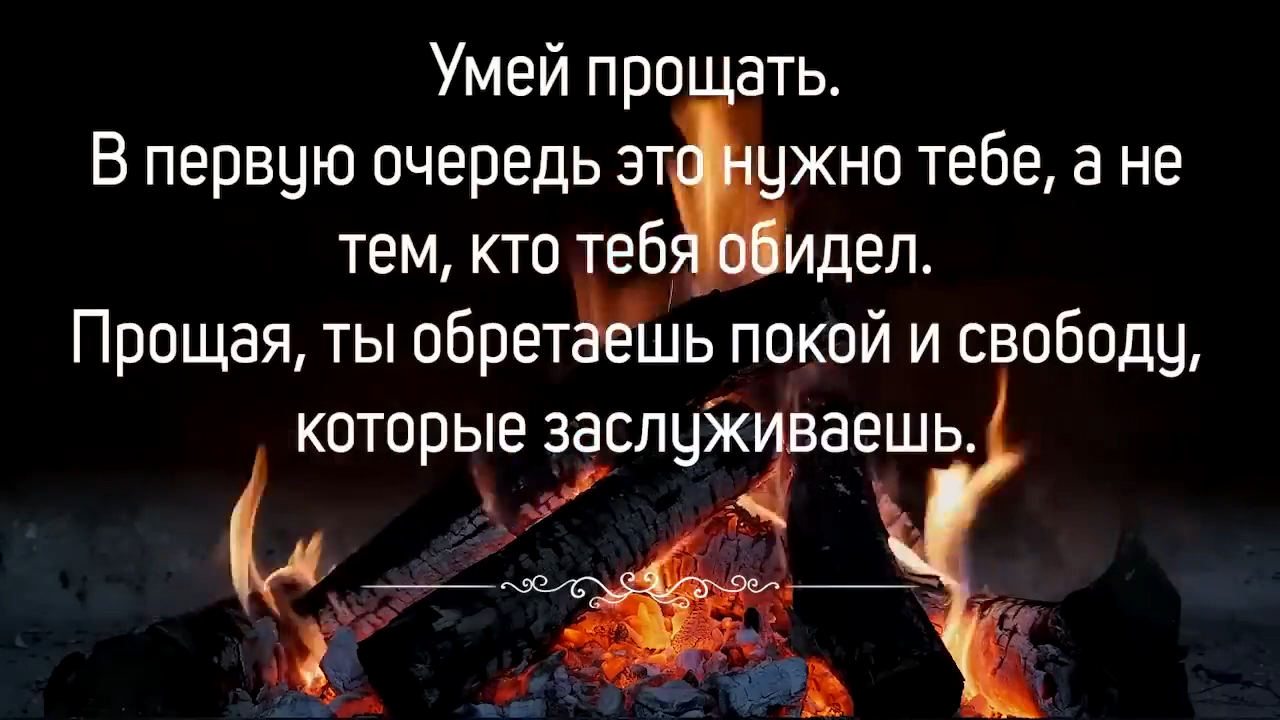 Умей прощать.
В первую очередь это нужно тебе, а не
тем, кто тебя обидел.
Прощая, ты обретаешь покой и свободу,
которые заслуживаешь.